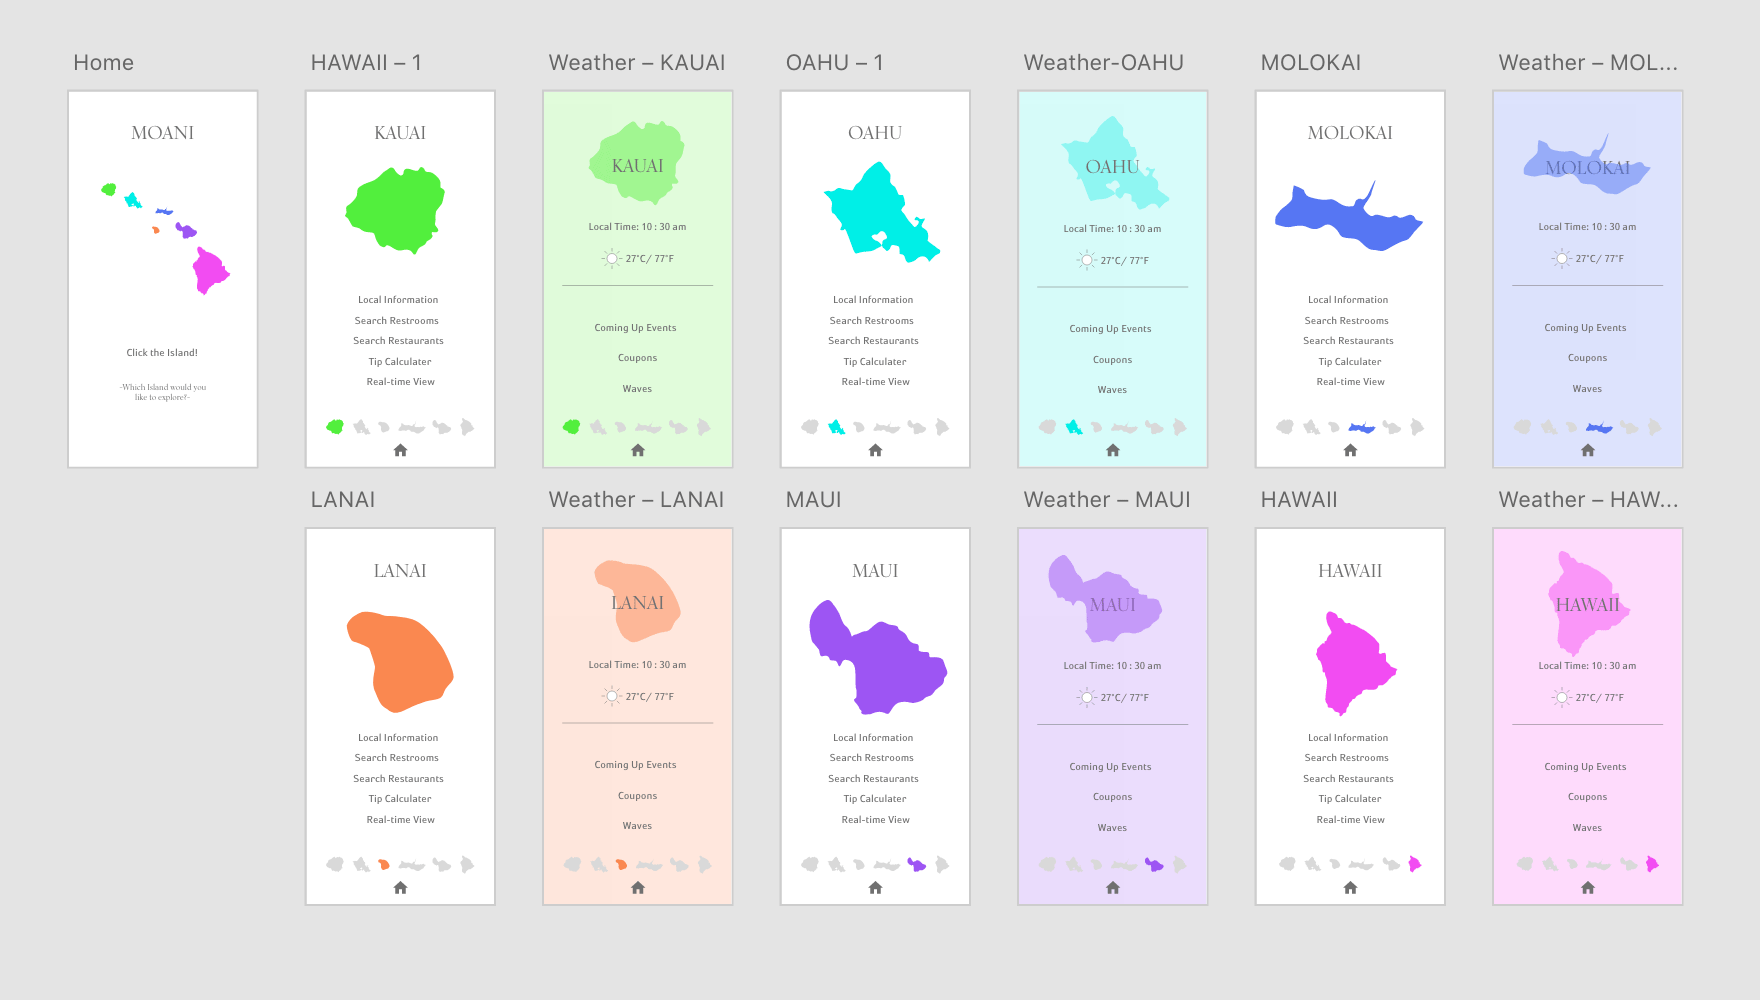 Home
MOANI
Click the Island!
-Which Island would you
like to explore?-
HAWAII – 1
KAUAI
Local Information
Search Restrooms
Search Restaurants
Tip Calculater
Real-time View
Weather – KAUAI
KAUAI
Local Time: 10 : 30 am
27°C/ 77°F
Coming Up Events
Coupons
Waves
OAHU – 1
OAHU
Local Information
Search Restrooms
Search Restaurants
Tip Calculater
Real-time View
Weather-OAHU
OAHU
Local Time: 10 : 30 am
27°C/ 77°F
Coming Up Events
Coupons
Waves
MOLOKAI
MOLOKAI
Local Information
Search Restrooms
Search Restaurants
Tip Calculater
Real-time View
Weather – MOL...
MOLOKAI
Local Time: 10 : 30 am
27°C/ 77°F
Coming Up Events
Coupons
Waves
LANAI
LANAI
Local Information
Search Restrooms
Search Restaurants
Tip Calculater
Real-time View
Weather – LANAI
LANAI
Local Time: 10 : 30 am
27°C/ 77°F
Coming Up Events
Coupons
Waves
MAUI
MAUI
Local Information
Search Restrooms
Search Restaurants
Tip Calculater
Real-time View
Weather – MAUI
MAUI
Local Time: 10 : 30 am
27°C/ 77°F
Coming Up Events
Coupons
Waves
HAWAII
HAWAII
Local Information
Search Restrooms
Search Restaurants
Tip Calculater
Real-time View
Weather – HAW...
HAWAII
Local Time: 10 : 30 am
27°C/ 77°F
Coming Up Events
Coupons
Waves